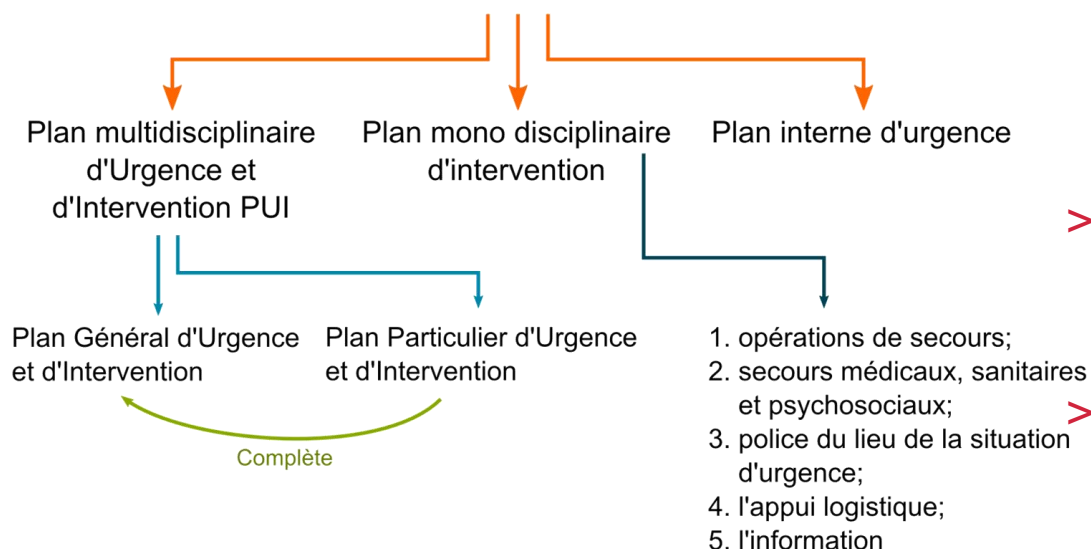 Plan multidisciplinaire
d'Urgence et
d'Intervention PUI
Plan mono disciplinaire
d'intervention
Plan interne d'urgence
>
Plan Général d'Urgence
et d'Intervention
Plan Particulier d'Urgence
et d'Intervention
Complète
1. opérations de secours;
2. secours médicaux, sanitaires
et psychosociaux;
>
3. police du lieu de la situation
d'urgence;
4. l'appui logistique;
5. l'information